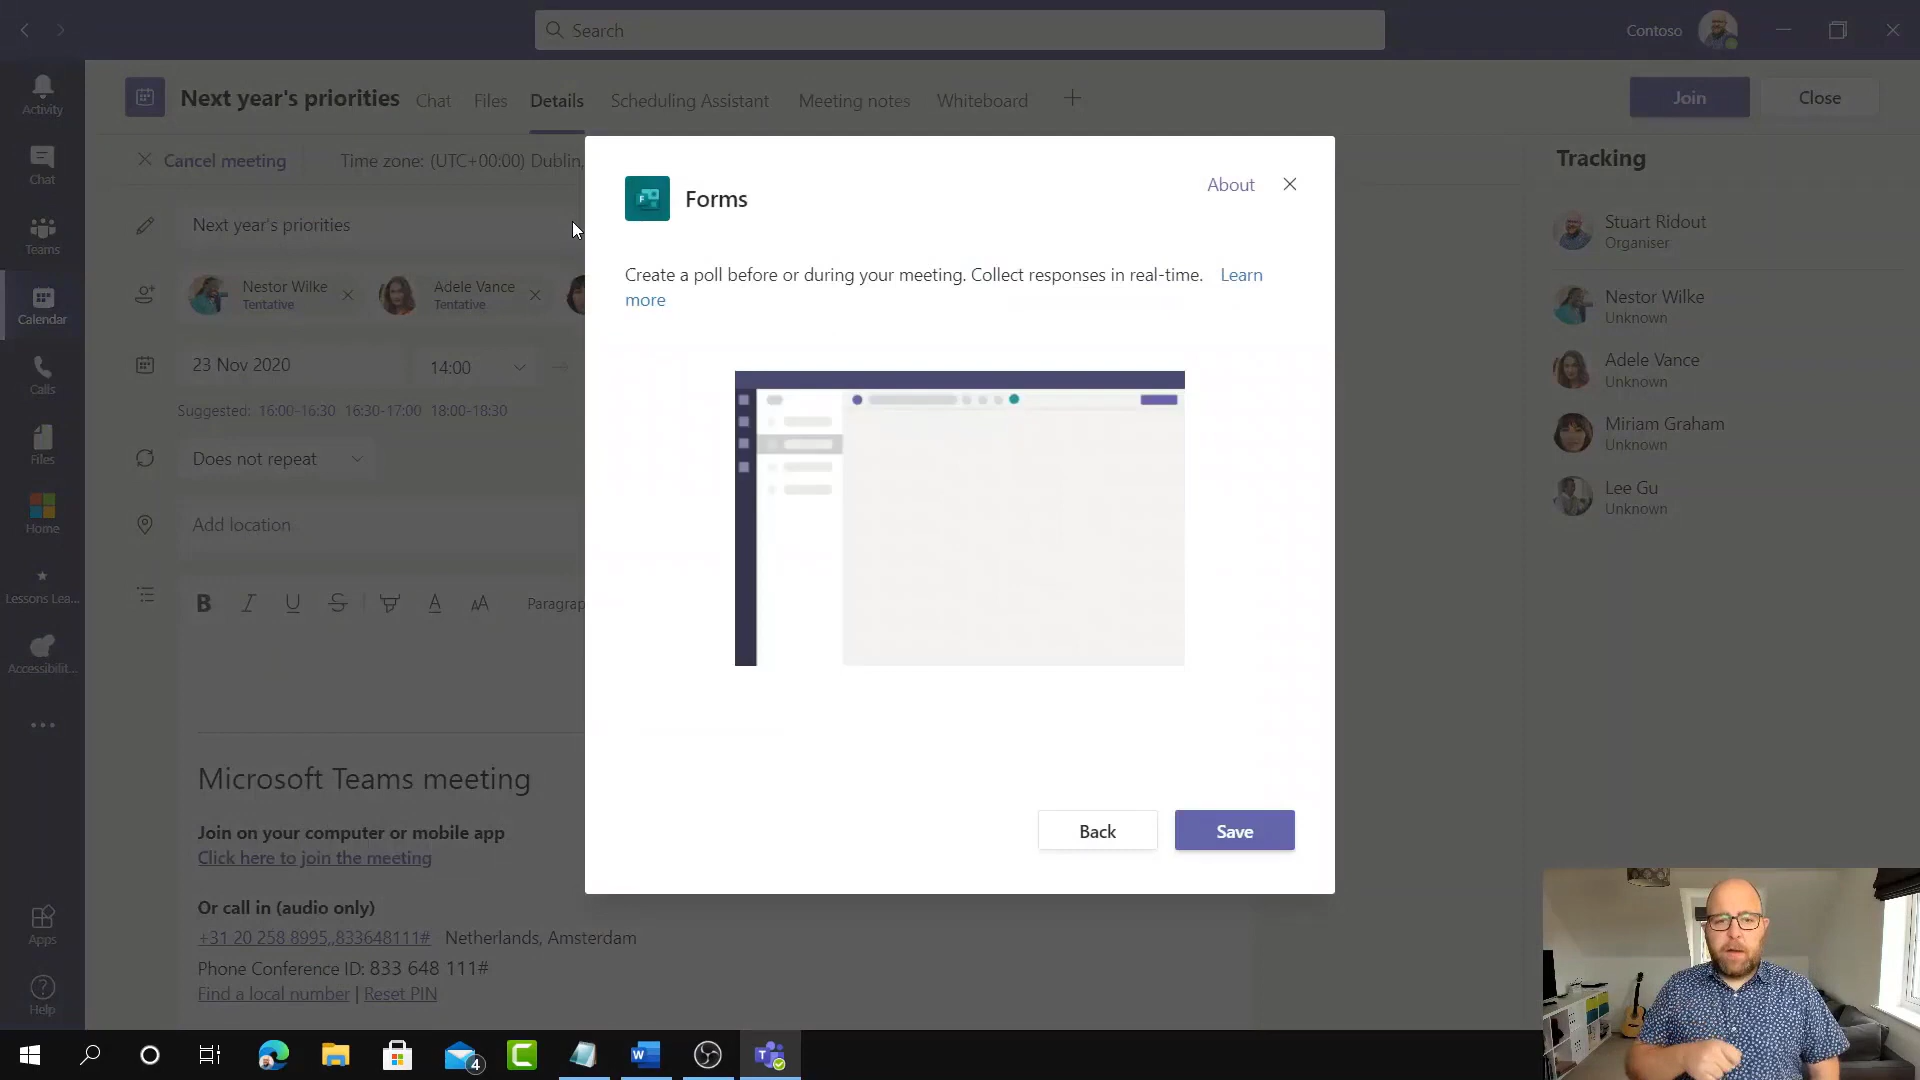 Search
Contoso
Activity
Chat
Teams
Calendar
Calls
Files
Home
Lessons Lea...
Accessibilit...
Apps
Help
Next year's priorities
Chat
Files
Details
Scheduling Assistant
Meeting notes
Whiteboard
Join
Close
Cancel meeting
Time zone: (UTC+00:00) Dublin,
Next year's priorities
Nestor Wilke
Tentative
Adele Vance
Tentative
23 Nov 2020
14:00
Suggested: 16:00-16:30 16:30-17:00 18:00-18:30
Does not repeat
Add location
B I U S A AA Paragrap
Microsoft Teams meeting
Join on your computer or mobile app
Click here to join the meeting
Or call in (audio only)
+31 20 258 8995,,833648111# Netherlands, Amsterdam
Phone Conference ID: 833 648 111#
Find a local number | Reset PIN
F
Forms
About
Create a poll before or during your meeting. Collect responses in real-time. Learn
more
Back
Save
Tracking
Stuart Ridout
Organiser
Nestor Wilke
Unknown
Adele Vance
Unknown
Miriam Graham
Unknown
Lee Gu
Unknown
4
C
W
T